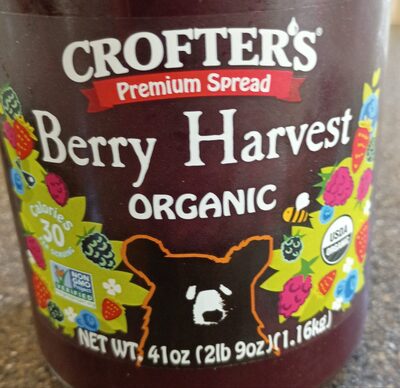 CROFTER'S®
Premium Spread
Berry Harvest
ORGANIC
Calories
30
USDA
ORGANIC
NON
GMO
VERIFIED
NET WT. 41oz (2lb 9oz)(1.16kg)